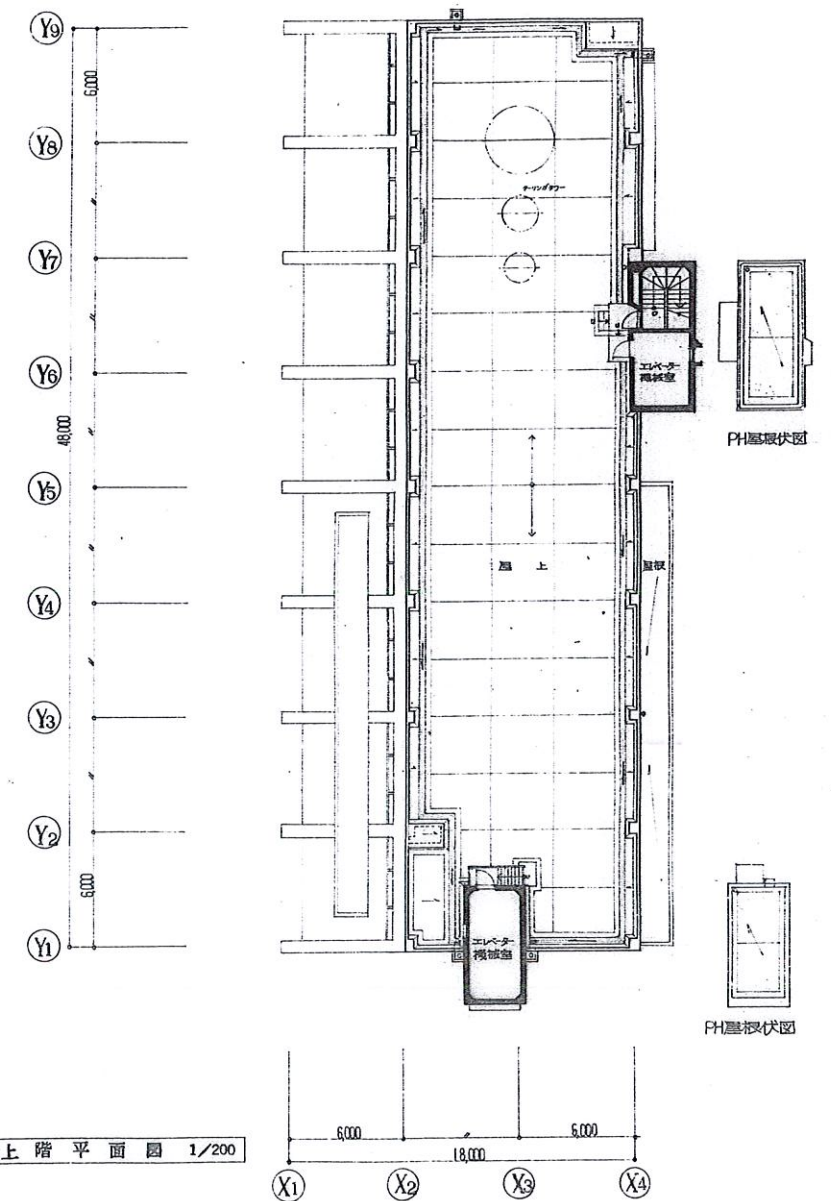 Y9
6,000
Y8
クーリングタワー
Y7
エレベーター
機械室
Y6
PH屋根伏図
48,000
Y5
屋 上
屋根
Y4
Y3
Y2
6,000
エレベーター
機械室
Y1
PH屋根伏図
上 階 平 面 図 1/200
6,000
〃
6,000
18,000
X1
X2
X3
X4